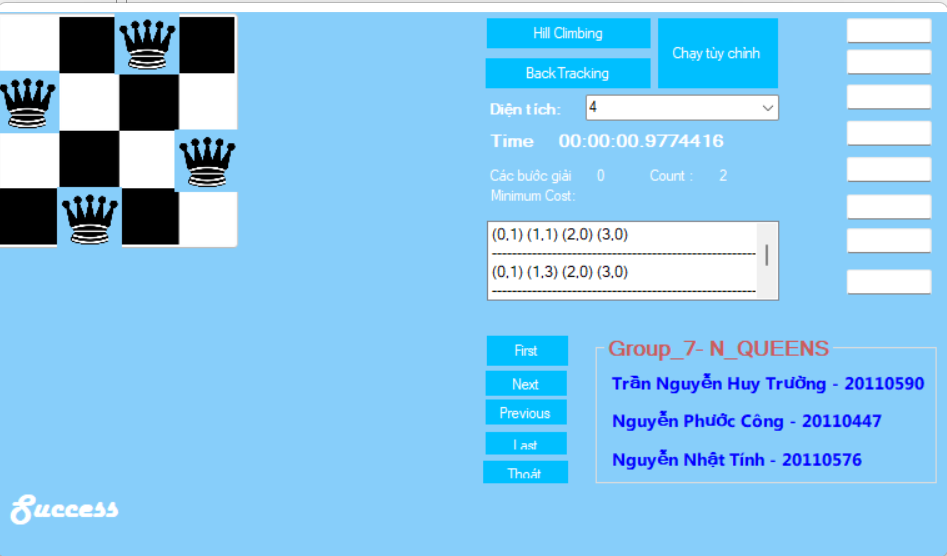 Hill Climbing
Chạy tùy chỉnh
BackTracking
Diện tích:
4
Time 00:00:00.9774416
Các bước giải 0 Count : 2
Minimum Cost:
(0,1) (1,1) (2,0) (3,0)
(0,1) (1,3) (2,0) (3,0)
First
Next
Previous
Last
Thoát
Group_7- N_QUEENS
Trần Nguyễn Huy Trường - 20110590
Nguyễn Phước Công - 20110447
Nguyễn Nhật Tính - 20110576
Success